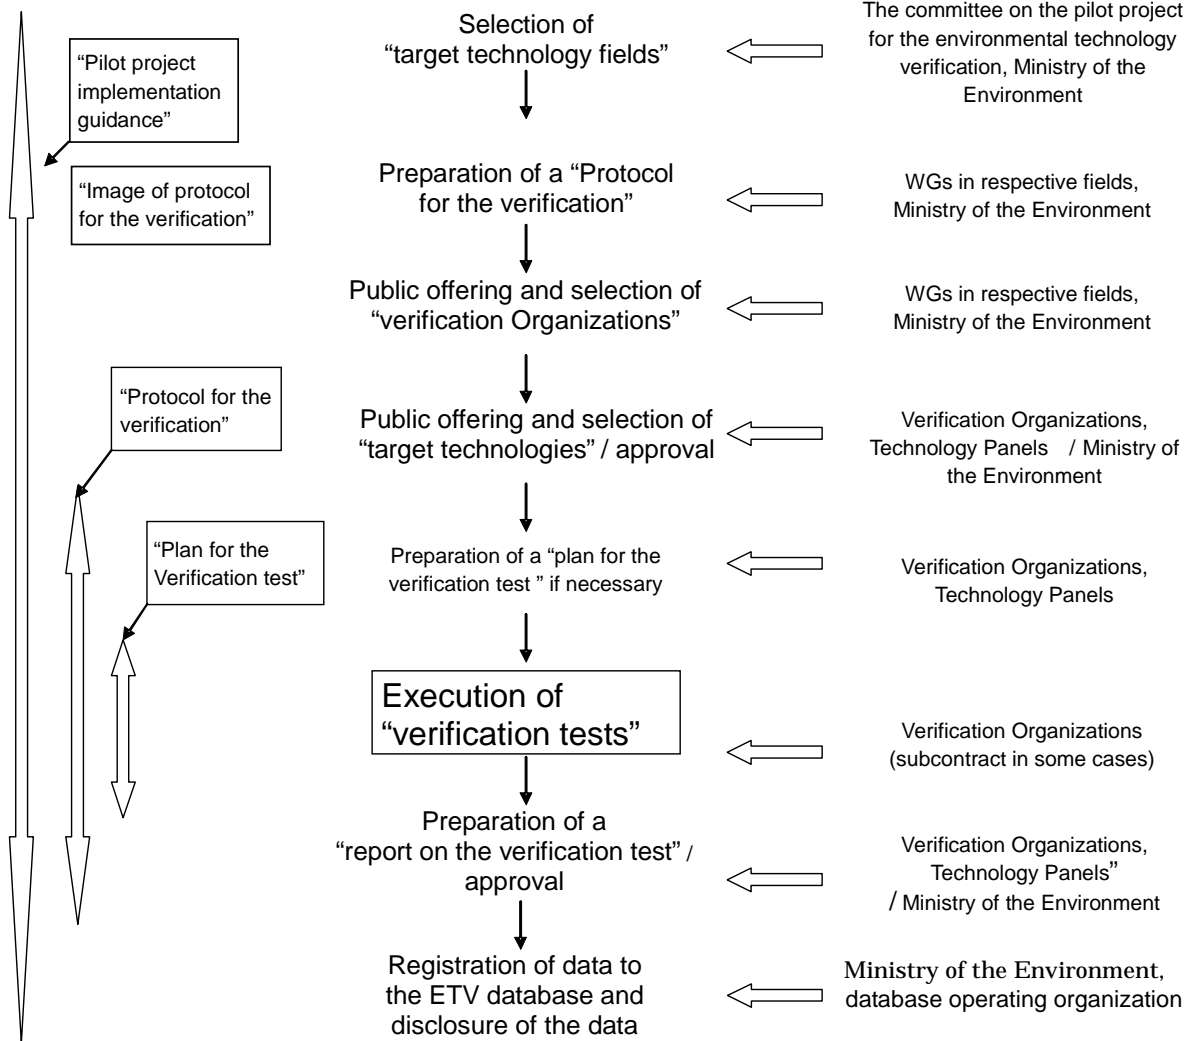 Selection of
“target technology fields”
The committee on the pilot project
for the environmental technology
verification, Ministry of the
Environment
“Pilot project
implementation
guidance”
“Image of protocol
for the verification”
Preparation of a “Protocol
for the verification”
WGs in respective fields,
Ministry of the Environment
Public offering and selection of
“verification Organizations”
WGs in respective fields,
Ministry of the Environment
“Protocol for the
verification”
Public offering and selection of
“target technologies” / approval
Verification Organizations,
Technology Panels / Ministry of
the Environment
“Plan for the
Verification test”
Preparation of a “plan for the
verification test ” if necessary
Verification Organizations,
Technology Panels
Execution of
“verification tests”
Verification Organizations
(subcontract in some cases)
Preparation of a
“report on the verification test” /
approval
Verification Organizations,
Technology Panels”
/ Ministry of the Environment
Registration of data to
the ETV database and
disclosure of the data
Ministry of the Environment,
database operating organization